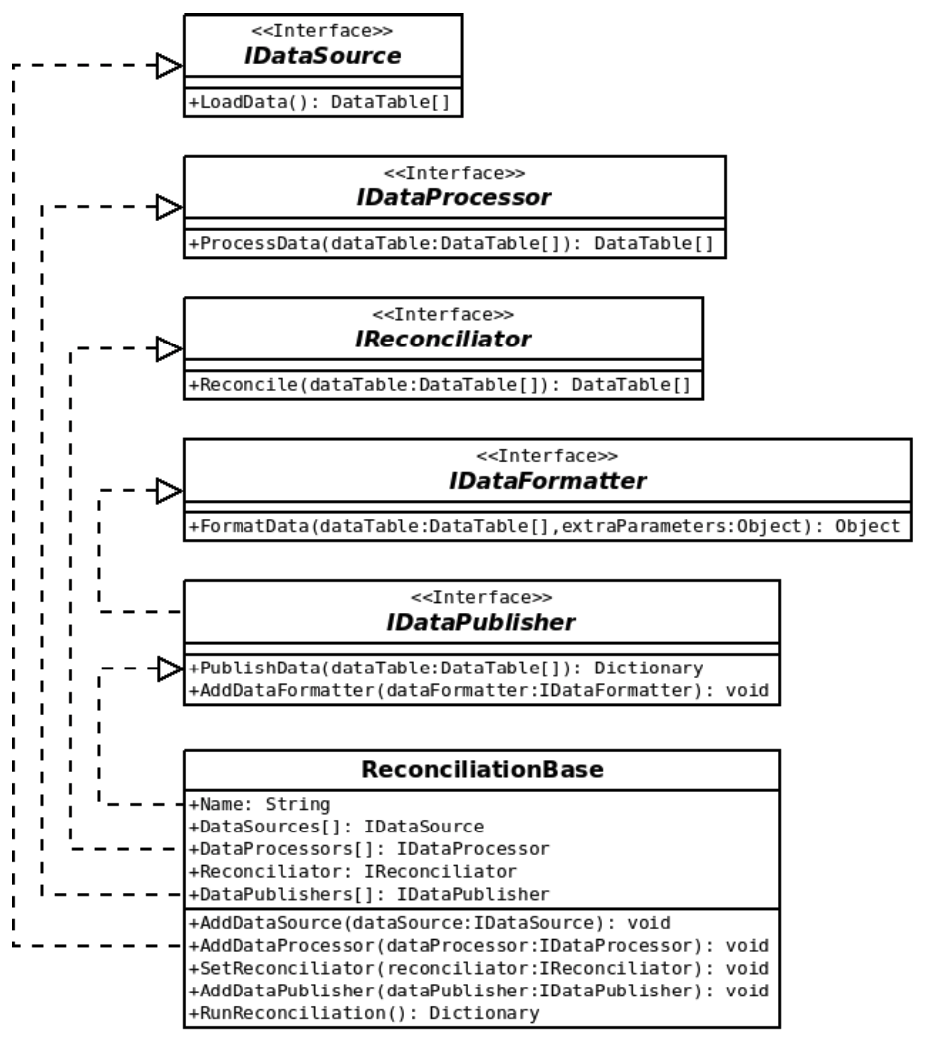 <<Interface>>
IDataSource
+LoadData(): DataTable[]
<<Interface>>
IDataProcessor
+ProcessData(dataTable:DataTable[]): DataTable[]
<<Interface>>
IReconciliator
+Reconcile(dataTable:DataTable[]): DataTable[]
<<Interface>>
IDataFormatter
+FormatData(dataTable:DataTable[],extraParameters:Object): Object
<<Interface>>
IDataPublisher
+PublishData(dataTable:DataTable[]): Dictionary
+AddDataFormatter(dataFormatter:IDataFormatter): void
ReconciliationBase
+Name: String
+DataSources[]: IDataSource
+DataProcessors[]: IDataProcessor
+Reconciliator: IReconciliator
+DataPublishers[]: IDataPublisher
+AddDataSource(dataSource:IDataSource): void
+AddDataProcessor(dataProcessor:IDataProcessor): void
+SetReconciliator(reconciliator:IReconciliator): void
+AddDataPublisher(dataPublisher:IDataPublisher): void
+RunReconciliation(): Dictionary